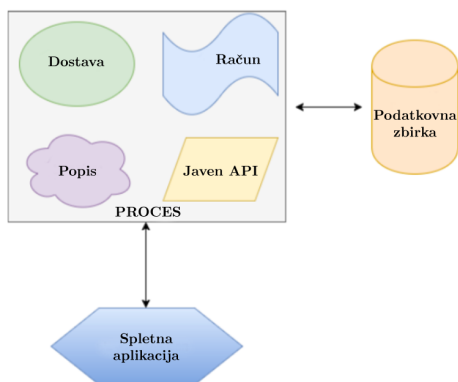 Dostava
Račun
Popis
Javen API
PROCES
Podatkovna
zbirka
Spletna
aplikacija